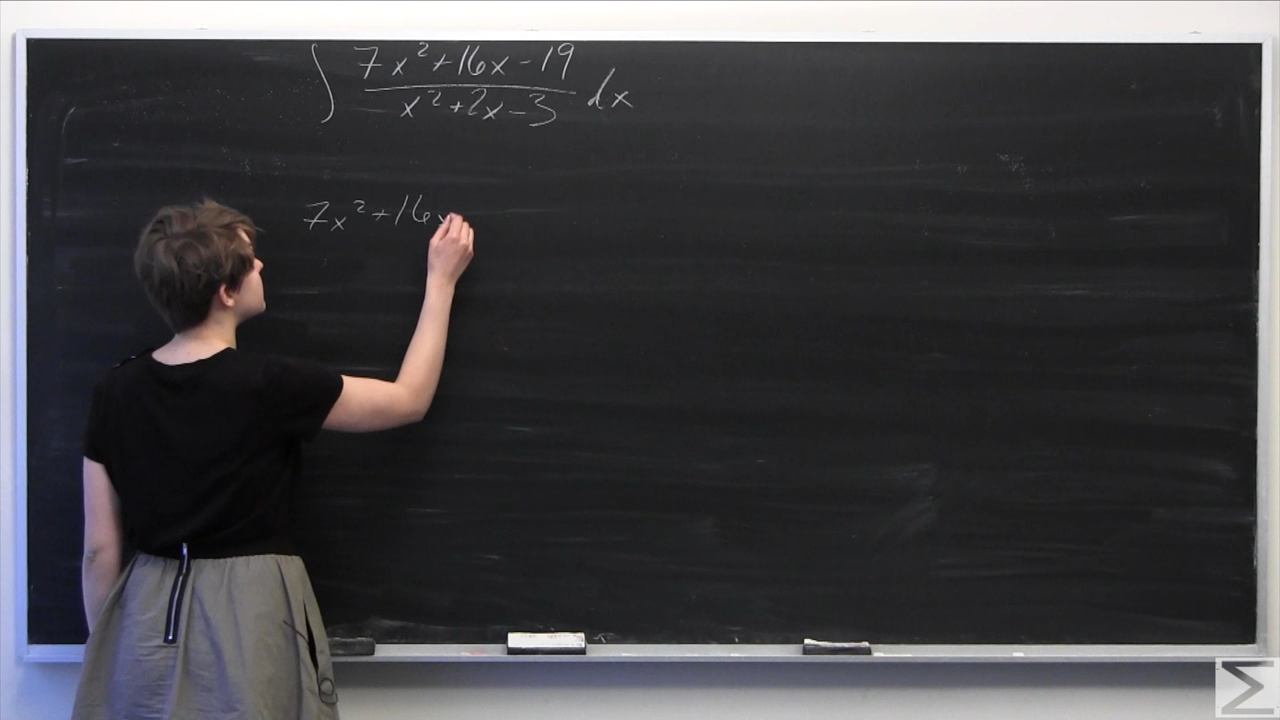 ∫ (7x² + 16x - 19)/(x² + 2x - 3) dx
7x² + 16x